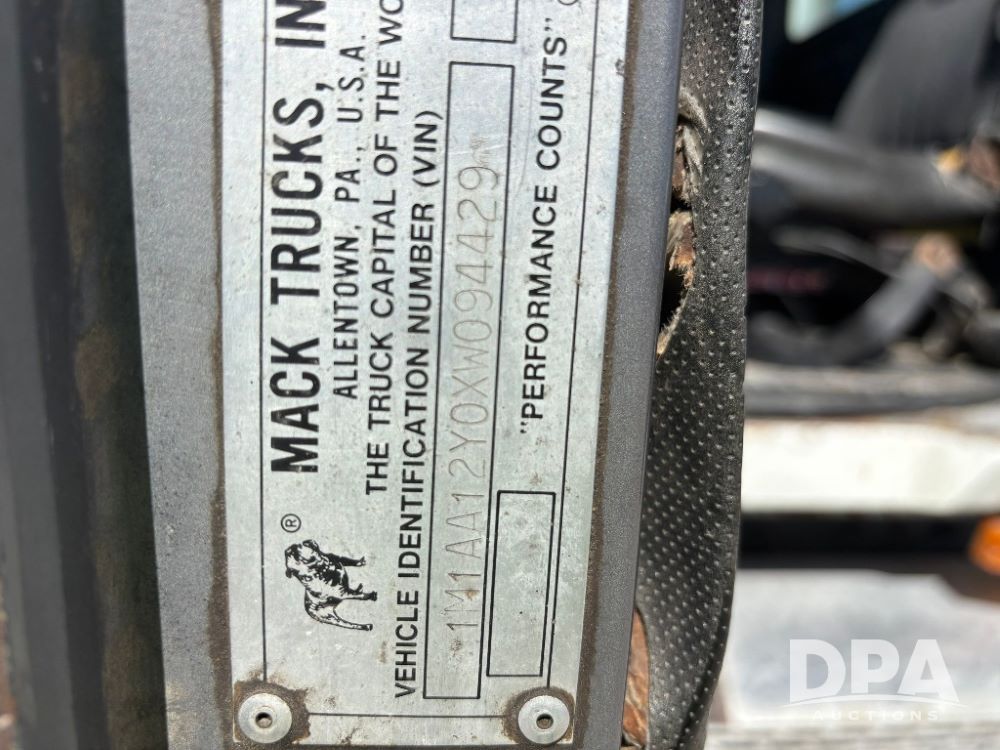 MACK TRUCKS, IN
ALLENTOWN, PA., U.S.A.
THE TRUCK CAPITAL OF THE WO
VEHICLE IDENTIFICATION NUMBER (VIN)
1M1AA12Y0XW094429
"PERFORMANCE COUNTS"
®
DPA
AUCTIONS